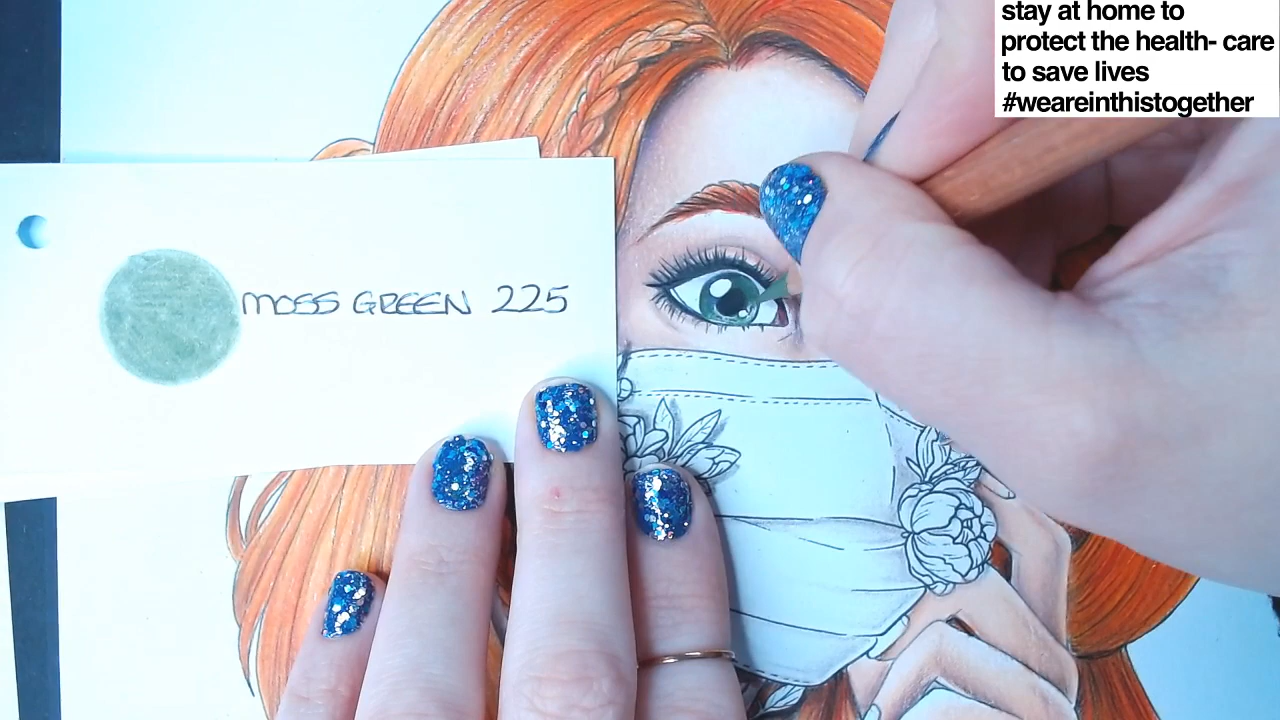 stay at home to
protect the health- care
to save lives
#weareinthistogether
MOSS GREEN 225